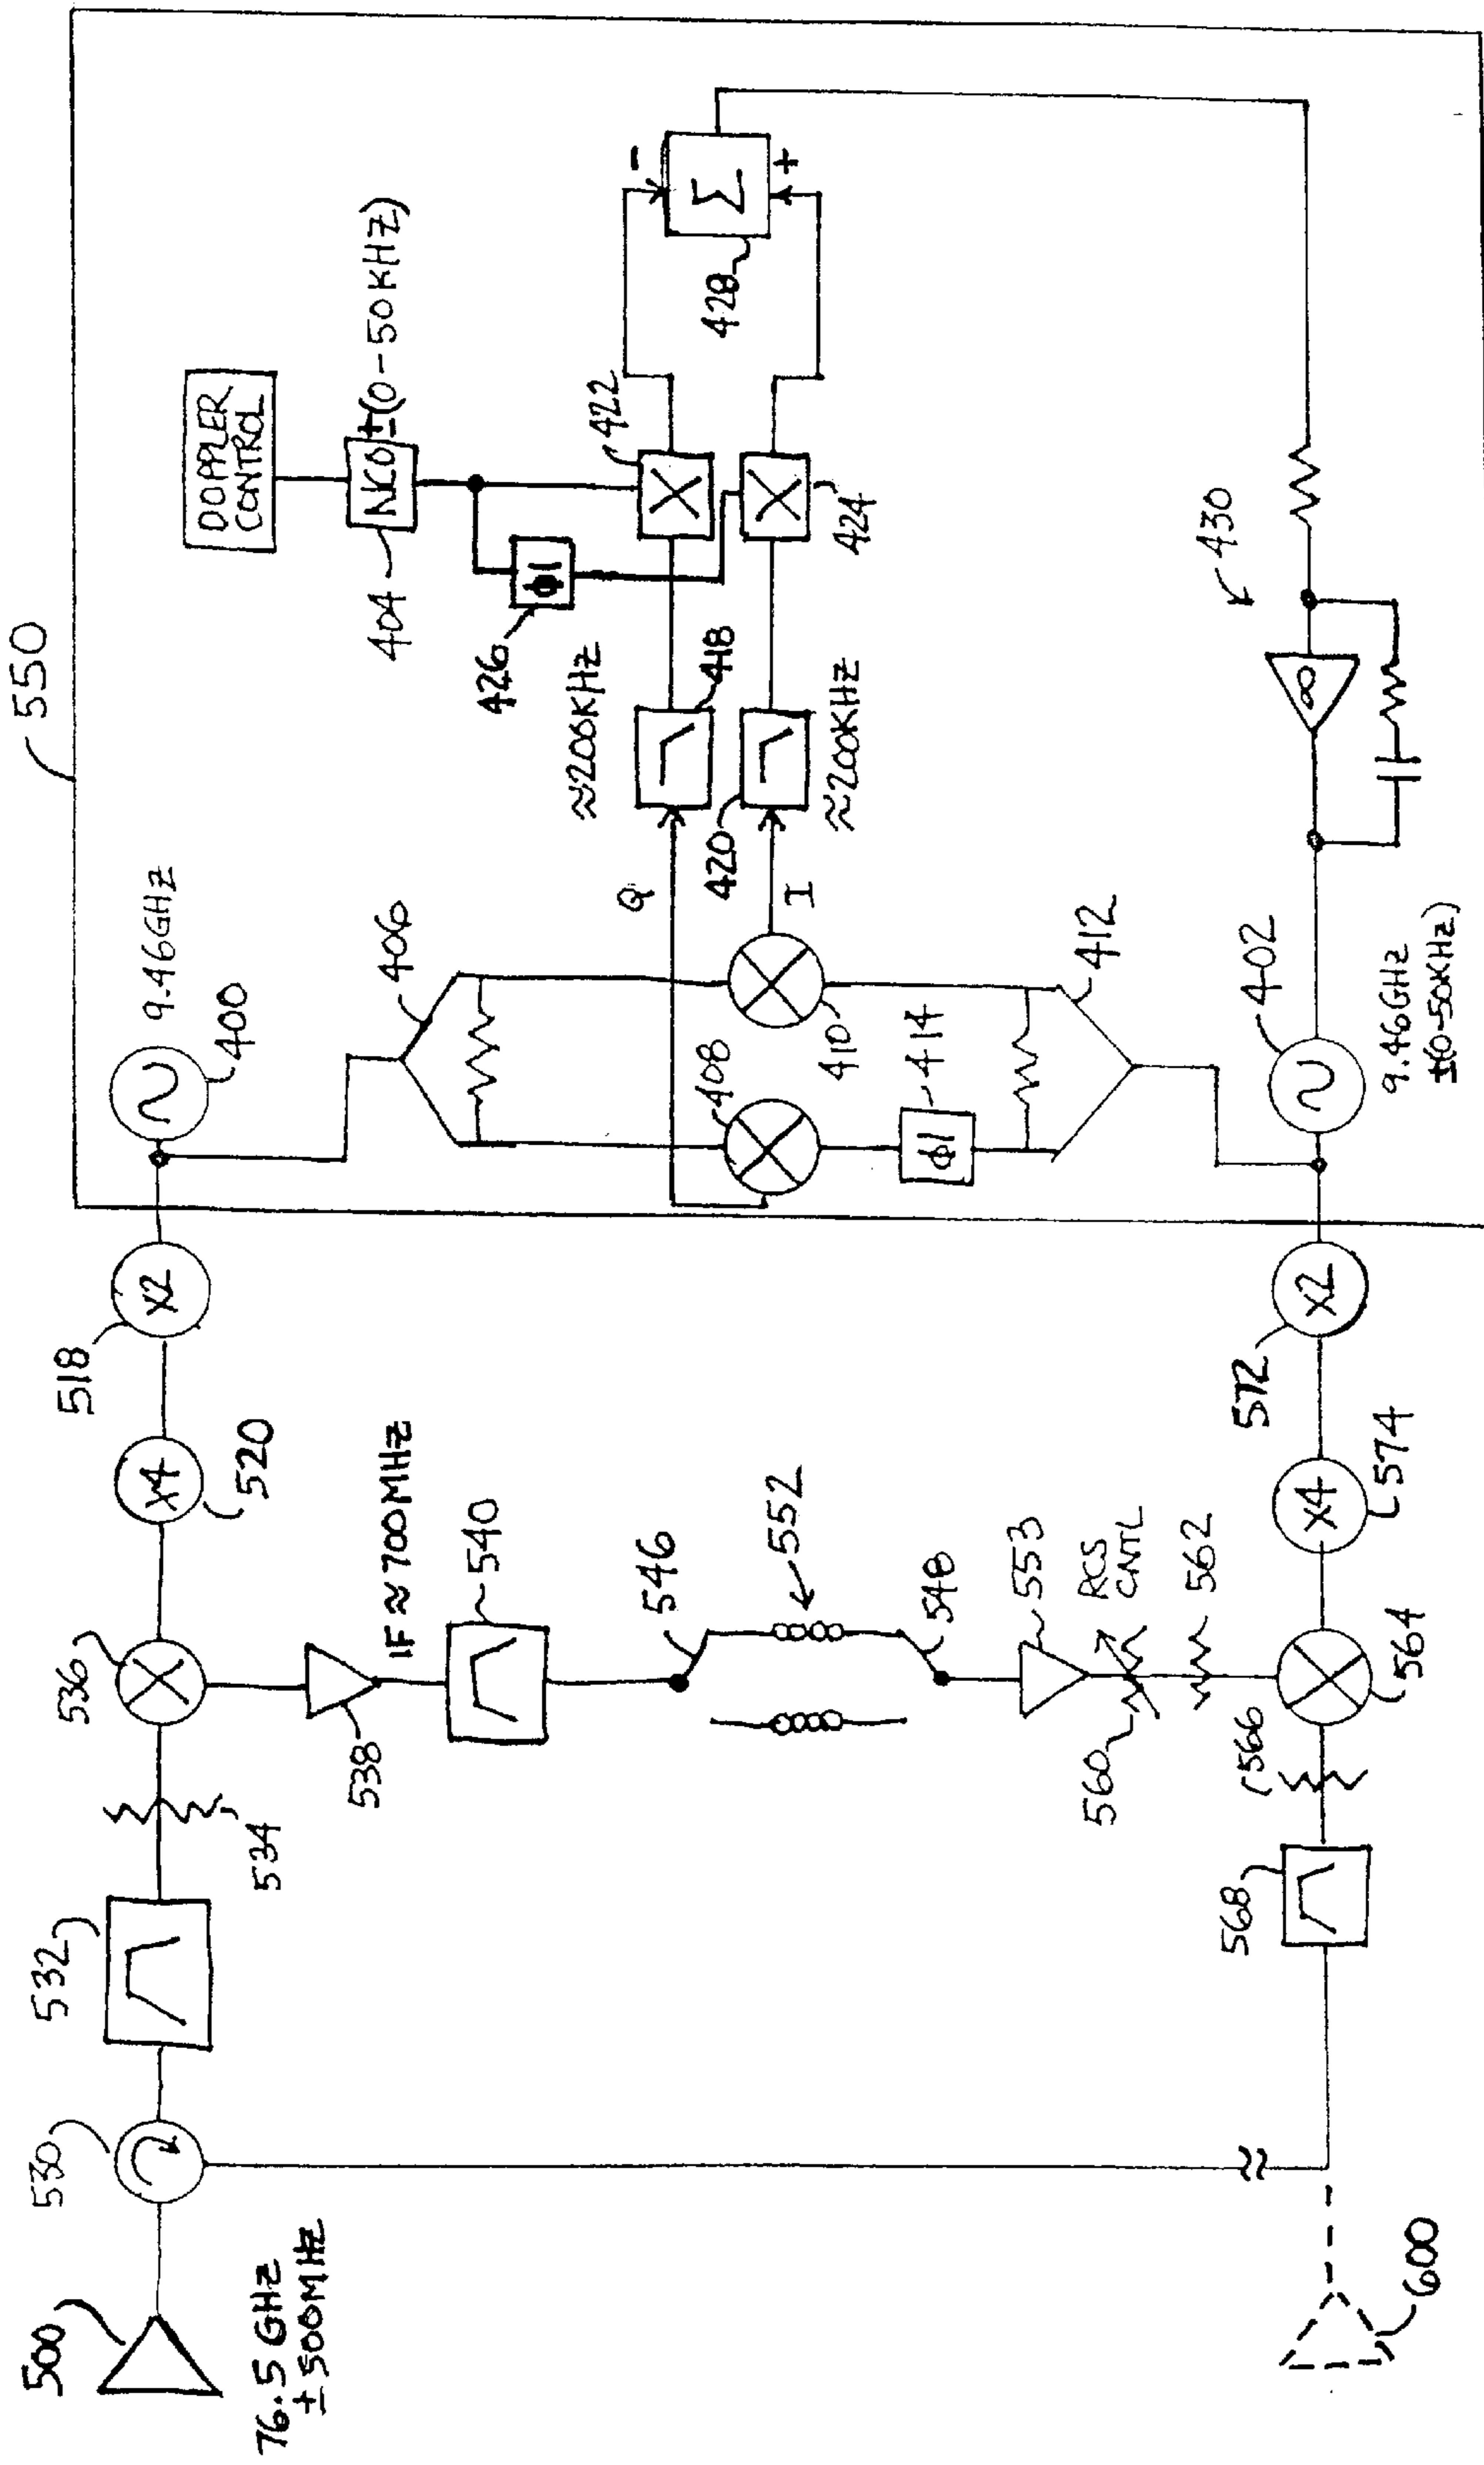 550
9.46GHZ
400
406
408
410
412
414
402
9.46GHZ
±(0-50KHZ)
Q
I
DOPPLER
CONTROL
NCO
±(0-50KHZ)
404
ф
426
≈200KHZ
418
420
≈200KHZ
422
424
-
Σ
+
428
430
∞
ф
X2
518
X4
520
536
534
532
530
500
76.5 GHZ
±500MHZ
538
IF≈700MHZ
540
546
552
548
553
RCS
CNTL
560
562
564
566
568
X2
572
X4
574
600